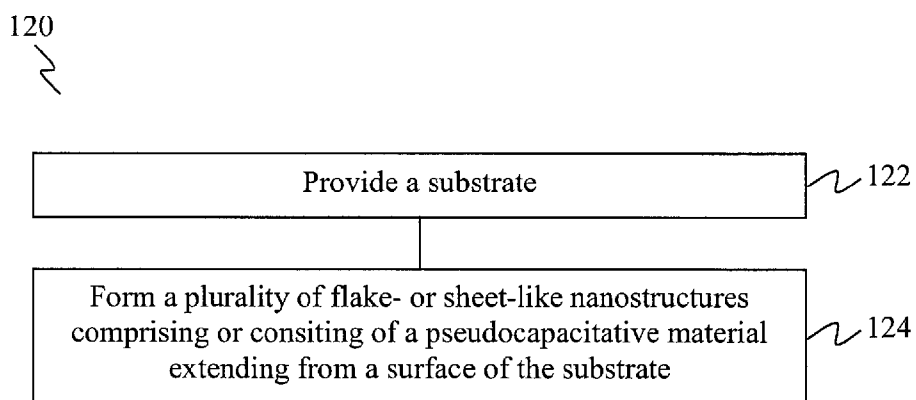 120
Provide a substrate
122
Form a plurality of flake- or sheet-like nanostructures
comprising or consiting of a pseudocapacitative material
extending from a surface of the substrate
124